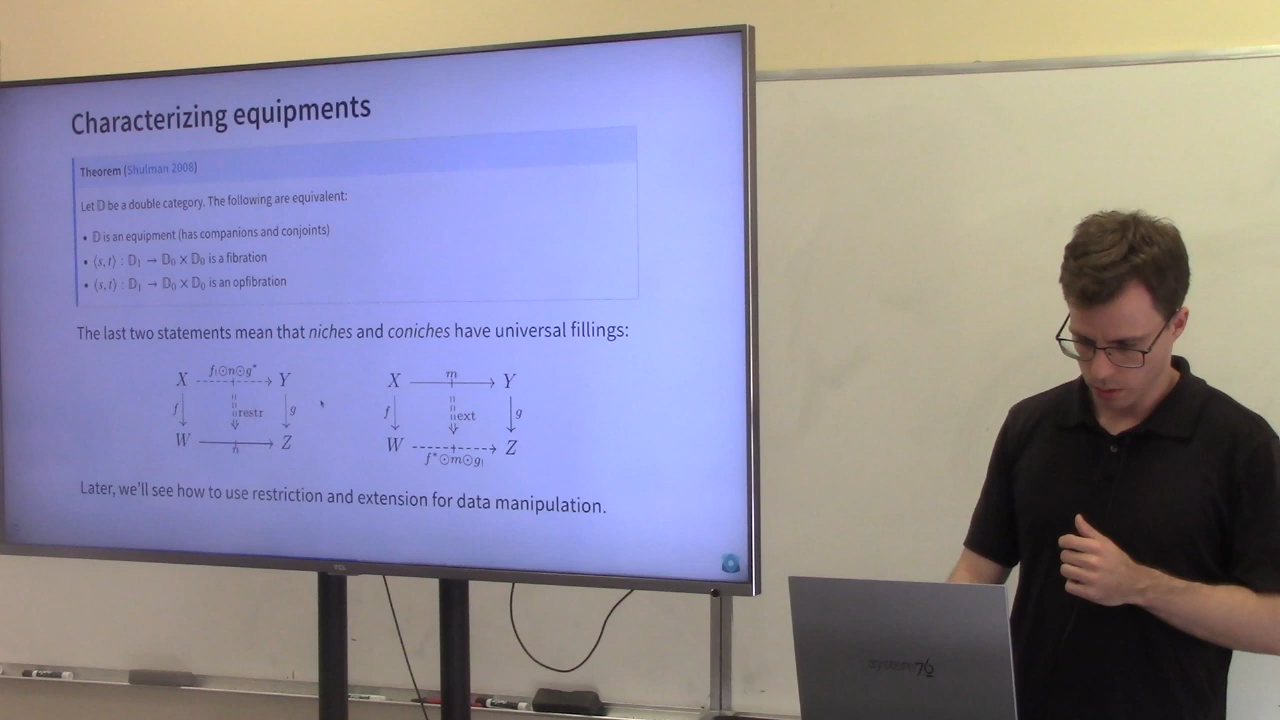 Characterizing equipments
Theorem (Shulman 2008)
Let 𝔻 be a double category. The following are equivalent:
• 𝔻 is an equipment (has companions and conjoints)
• ⟨s, t⟩ : 𝔻₁ → 𝔻₀ × 𝔻₀ is a fibration
• ⟨s, t⟩ : 𝔻₁ → 𝔻₀ × 𝔻₀ is an opfibration
The last two statements mean that niches and coniches have universal fillings:
f!⊙n⊙g*
X Y
f restr g
W Z
n
m
X Y
f ext g
W Z
f*⊙m⊙g!
Later, we'll see how to use restriction and extension for data manipulation.
TCL
system76